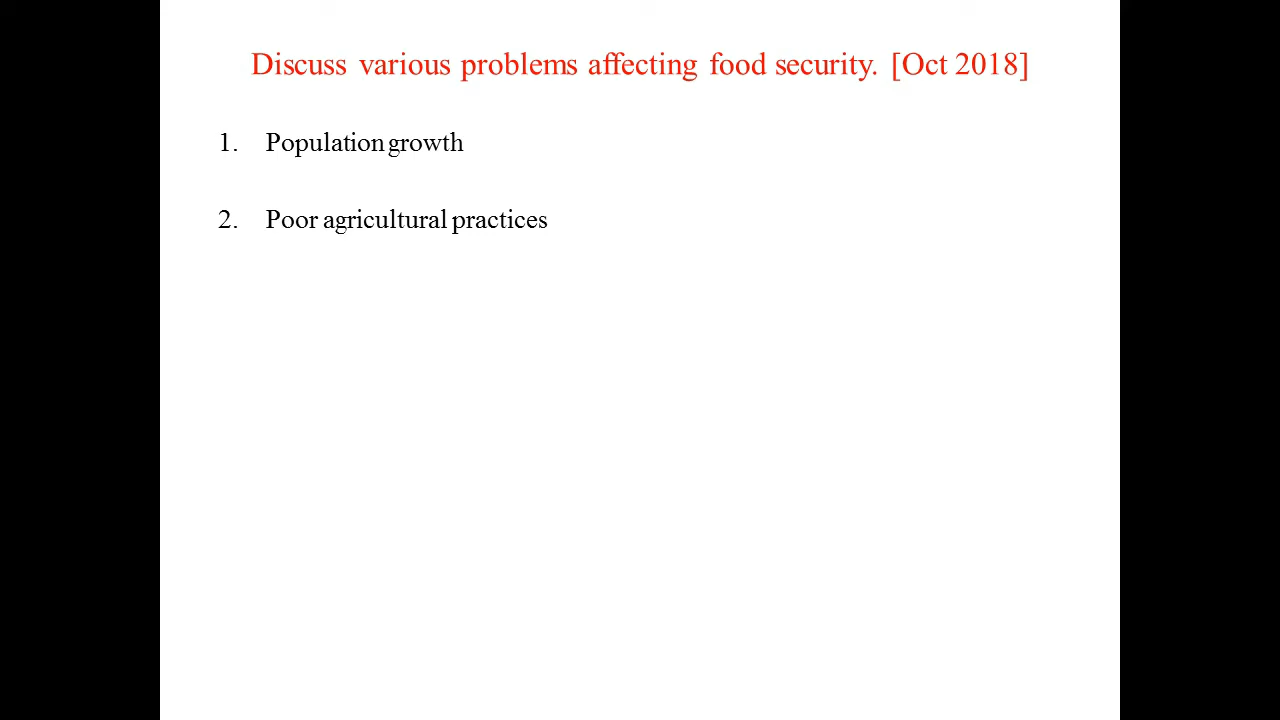 Discuss various problems affecting food security. [Oct 2018]
1. Population growth
2. Poor agricultural practices